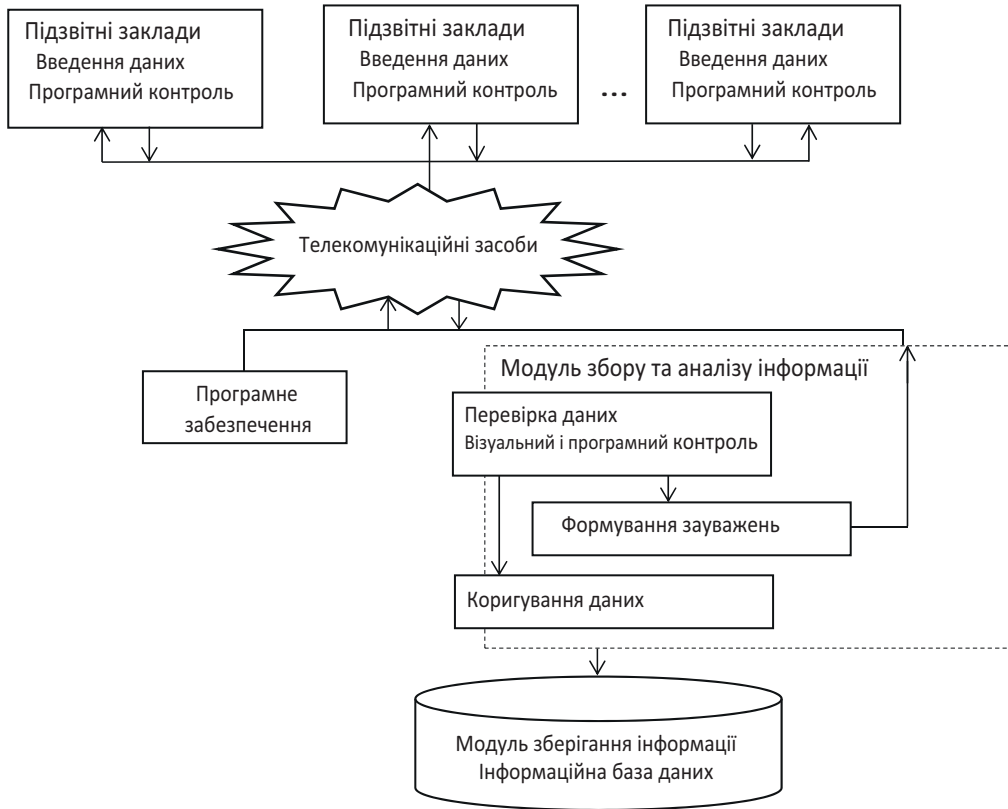 Підзвітні заклади
Введення даних
Програмний контроль
Підзвітні заклади
Введення даних
Програмний контроль
...
Підзвітні заклади
Введення даних
Програмний контроль
Телекомунікаційні засоби
Програмне
забезпечення
Модуль збору та аналізу інформації
Перевірка даних
Візуальний і програмний контроль
Формування зауважень
Коригування даних
Модуль зберігання інформації
Інформаційна база даних